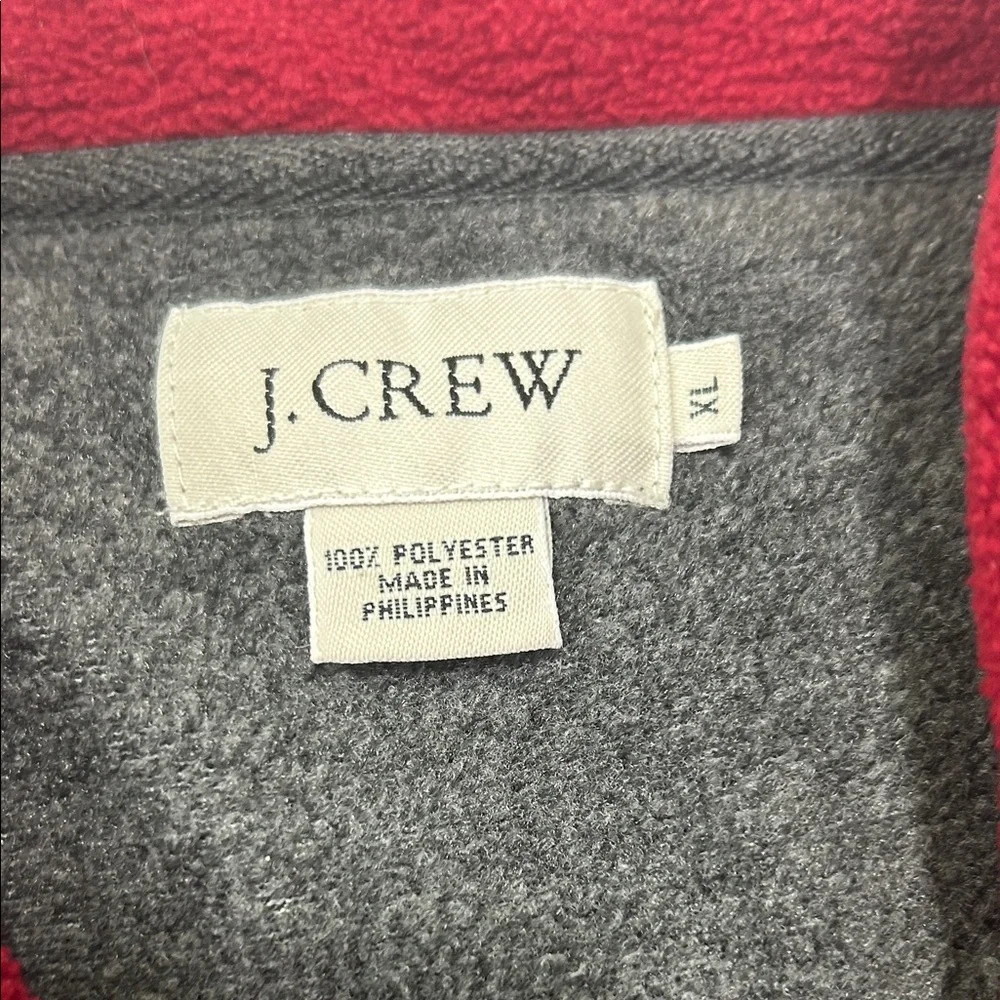 J.CREW
XL
100% POLYESTER
MADE IN
PHILIPPINES